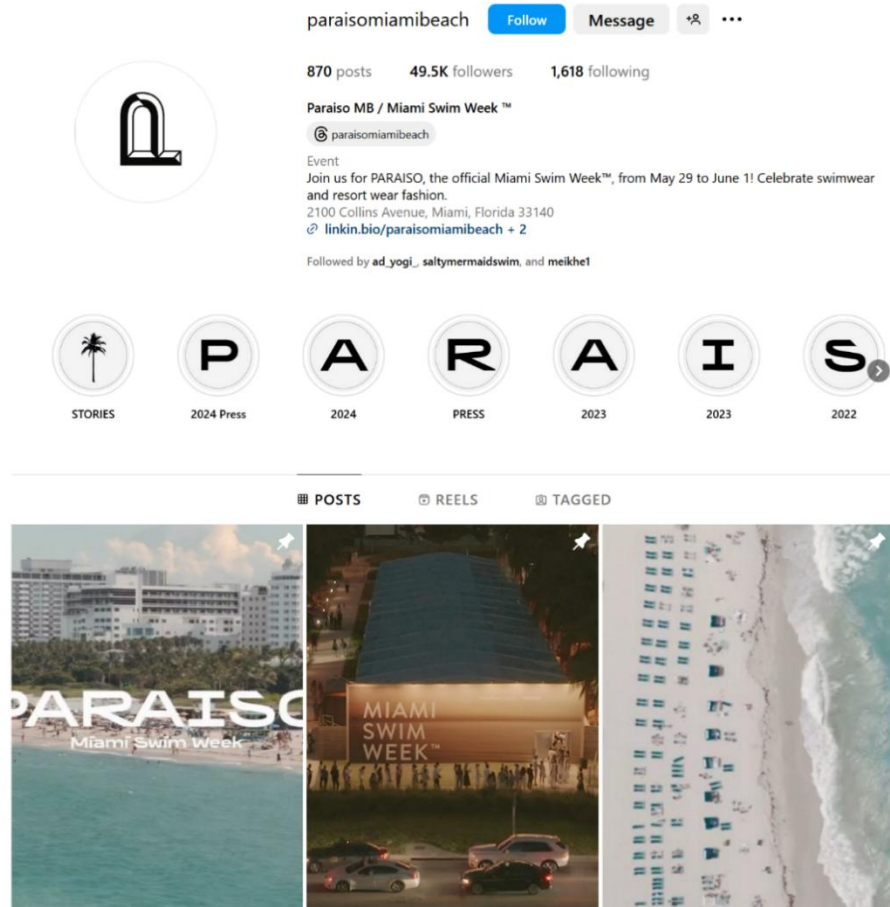 paraisomiamibeach Follow Message
870 posts 49.5K followers 1,618 following
Paraiso MB / Miami Swim Week ™
paraisomiamibeach
Event
Join us for PARAISO, the official Miami Swim Week™, from May 29 to June 1! Celebrate swimwear
and resort wear fashion.
2100 Collins Avenue, Miami, Florida 33140
linkin.bio/paraisomiamibeach + 2
Followed by ad_yogi_, saltymermaidswim, and meikhe1
P A R A I S
STORIES 2024 Press 2024 PRESS 2023 2023 2022
POSTS REELS TAGGED
PARAISO
Miami Swim Week
MIAMI
SWIM
WEEK™